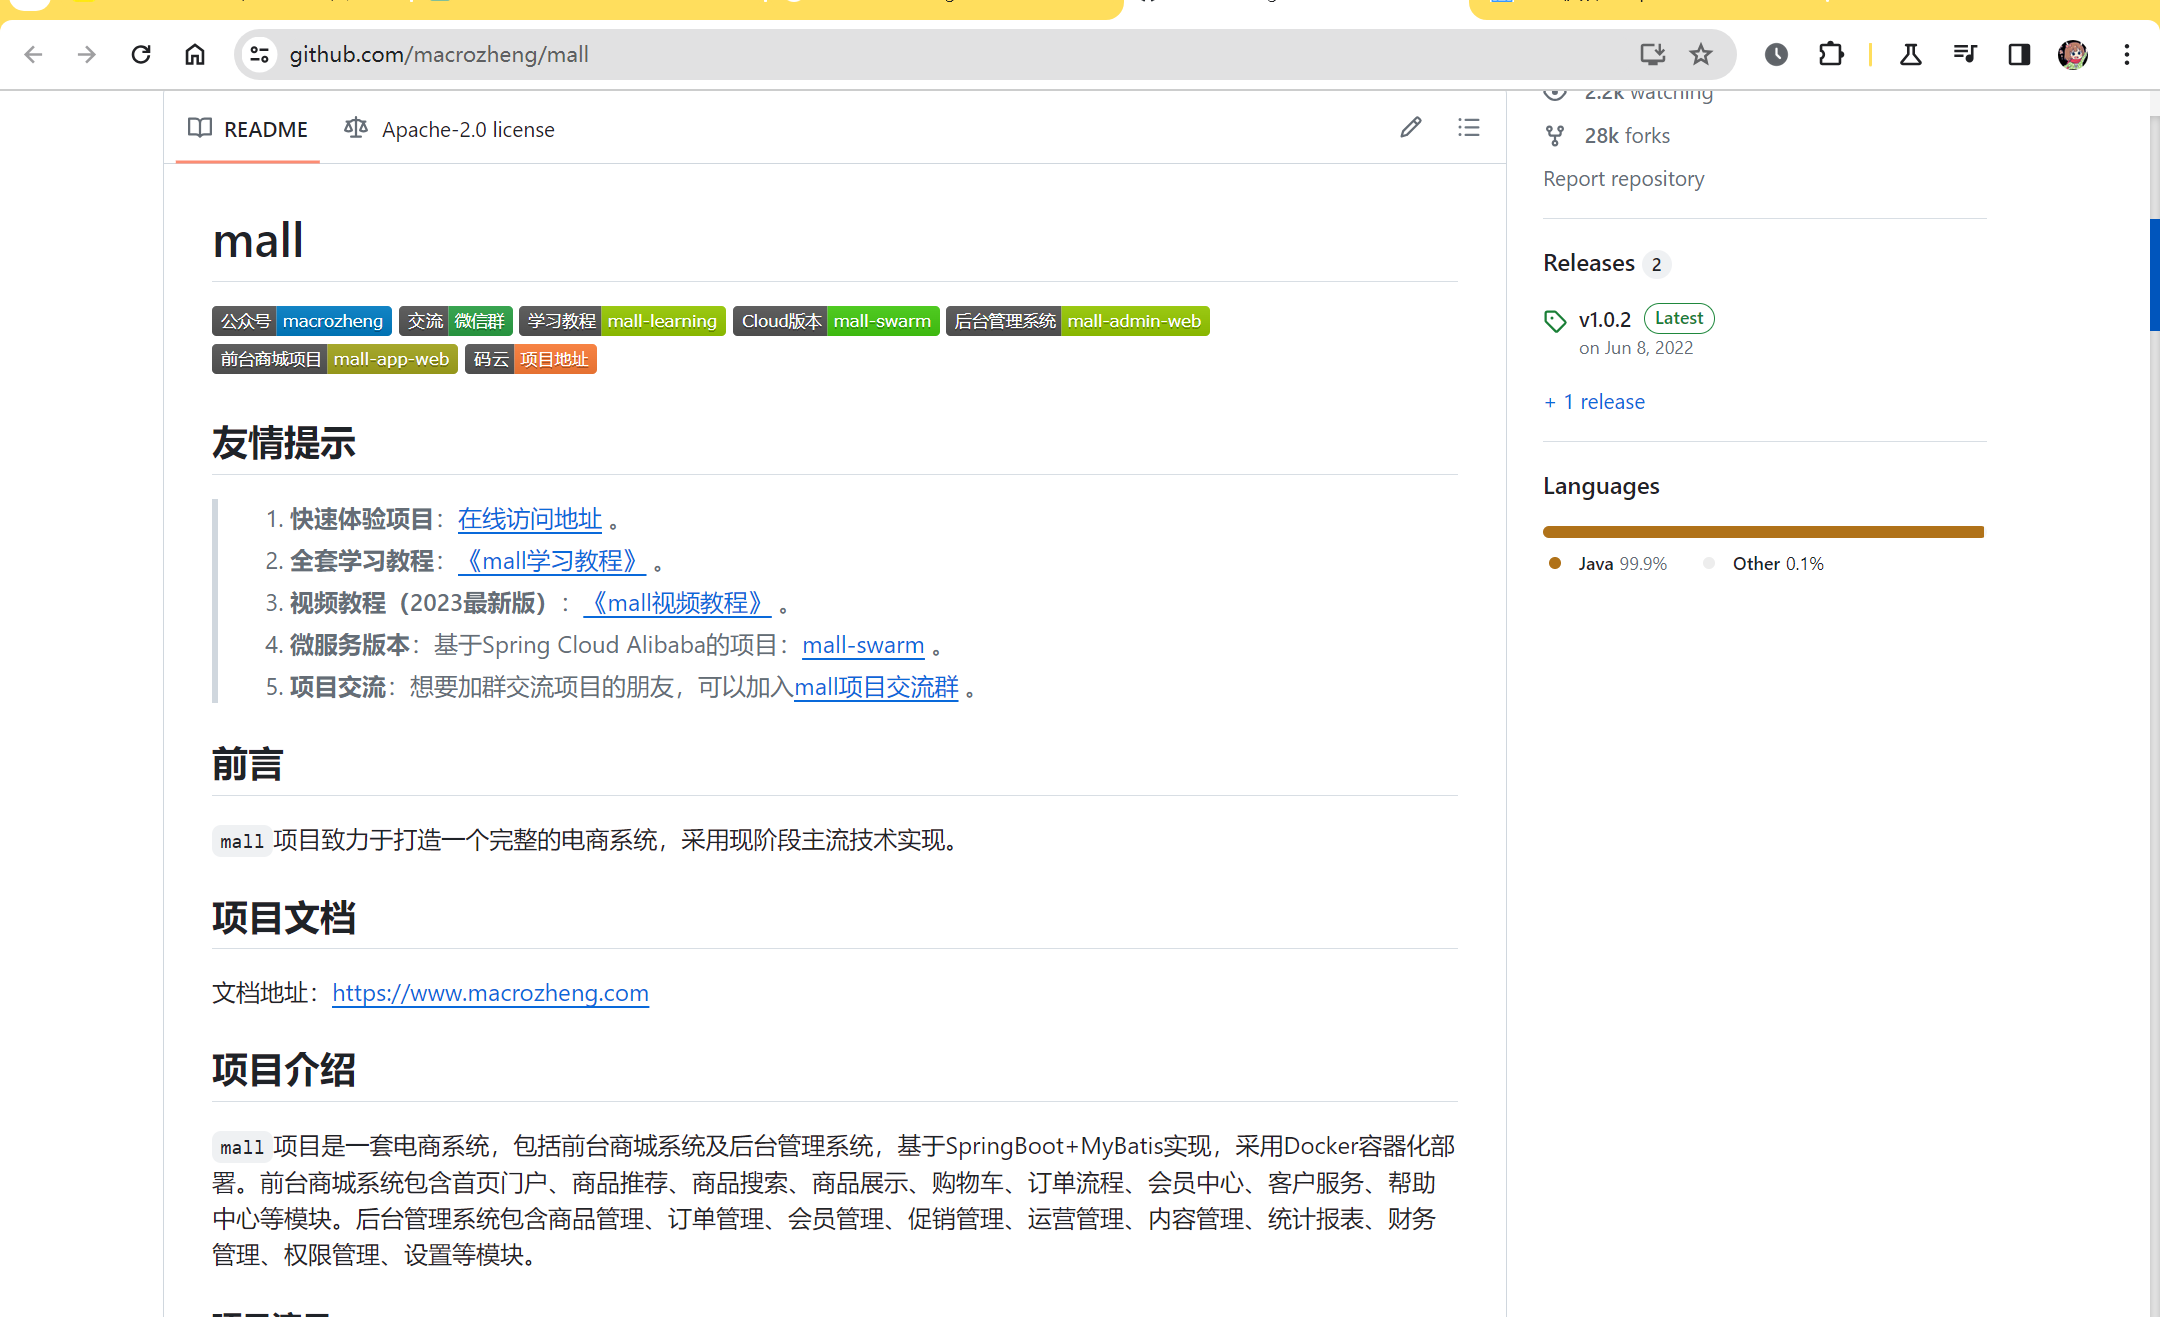 github.com/macrozheng/mall
README
Apache-2.0 license
mall
公众号 macrozheng 交流 微信群 学习教程 mall-learning Cloud版本 mall-swarm 后台管理系统 mall-admin-web
前台商城项目 mall-app-web 码云 项目地址
友情提示
1. 快速体验项目：在线访问地址 。
2. 全套学习教程：《mall学习教程》 。
3. 视频教程（2023最新版）：《mall视频教程》 。
4. 微服务版本：基于Spring Cloud Alibaba的项目：mall-swarm 。
5. 项目交流：想要加群交流项目的朋友，可以加入mall项目交流群 。
前言
mall项目致力于打造一个完整的电商系统，采用现阶段主流技术实现。
项目文档
文档地址：https://www.macrozheng.com
项目介绍
mall项目是一套电商系统，包括前台商城系统及后台管理系统，基于SpringBoot+MyBatis实现，采用Docker容器化部
署。前台商城系统包含首页门户、商品推荐、商品搜索、商品展示、购物车、订单流程、会员中心、客户服务、帮助
中心等模块。后台管理系统包含商品管理、订单管理、会员管理、促销管理、运营管理、内容管理、统计报表、财务
管理、权限管理、设置等模块。
2.2k watching
28k forks
Report repository
Releases 2
v1.0.2 Latest
on Jun 8, 2022
+ 1 release
Languages
Java 99.9% Other 0.1%